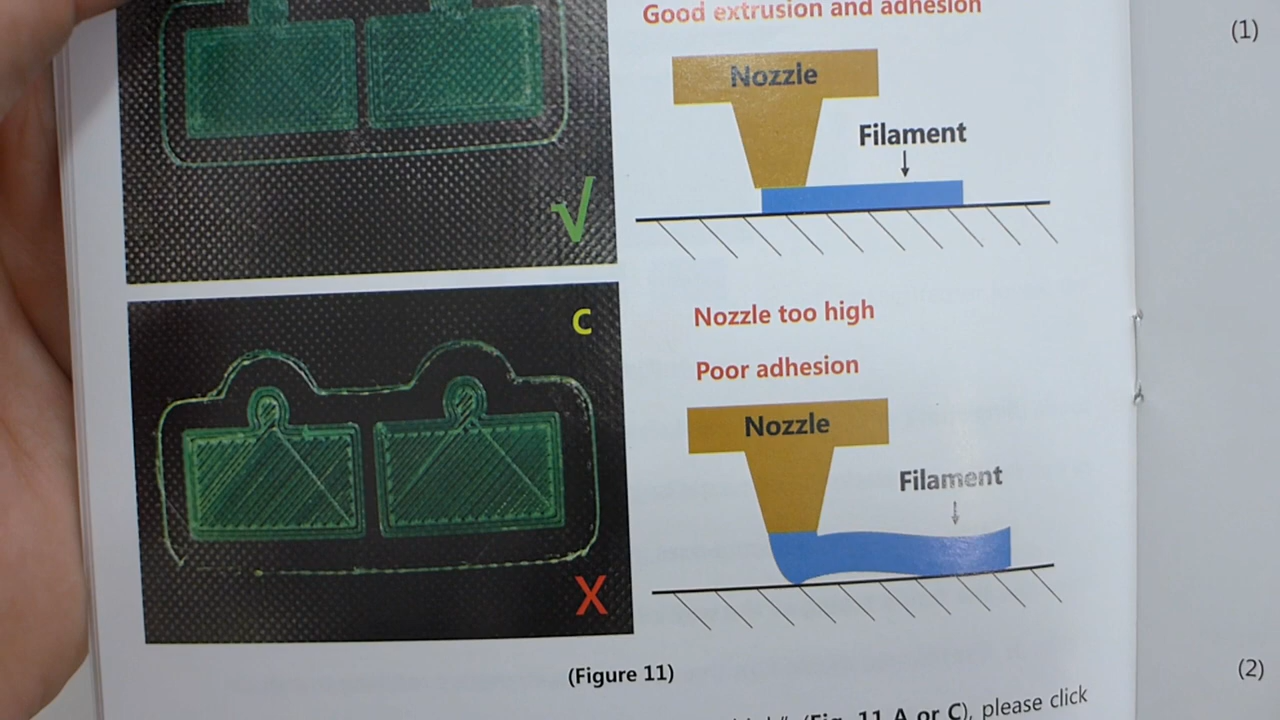 Good extrusion and adhesion
Nozzle
Filament
√
C
Nozzle too high
Poor adhesion
Nozzle
Filament
X
(Figure 11)
(Fig. 11 A or C), please click
(1)
(2)